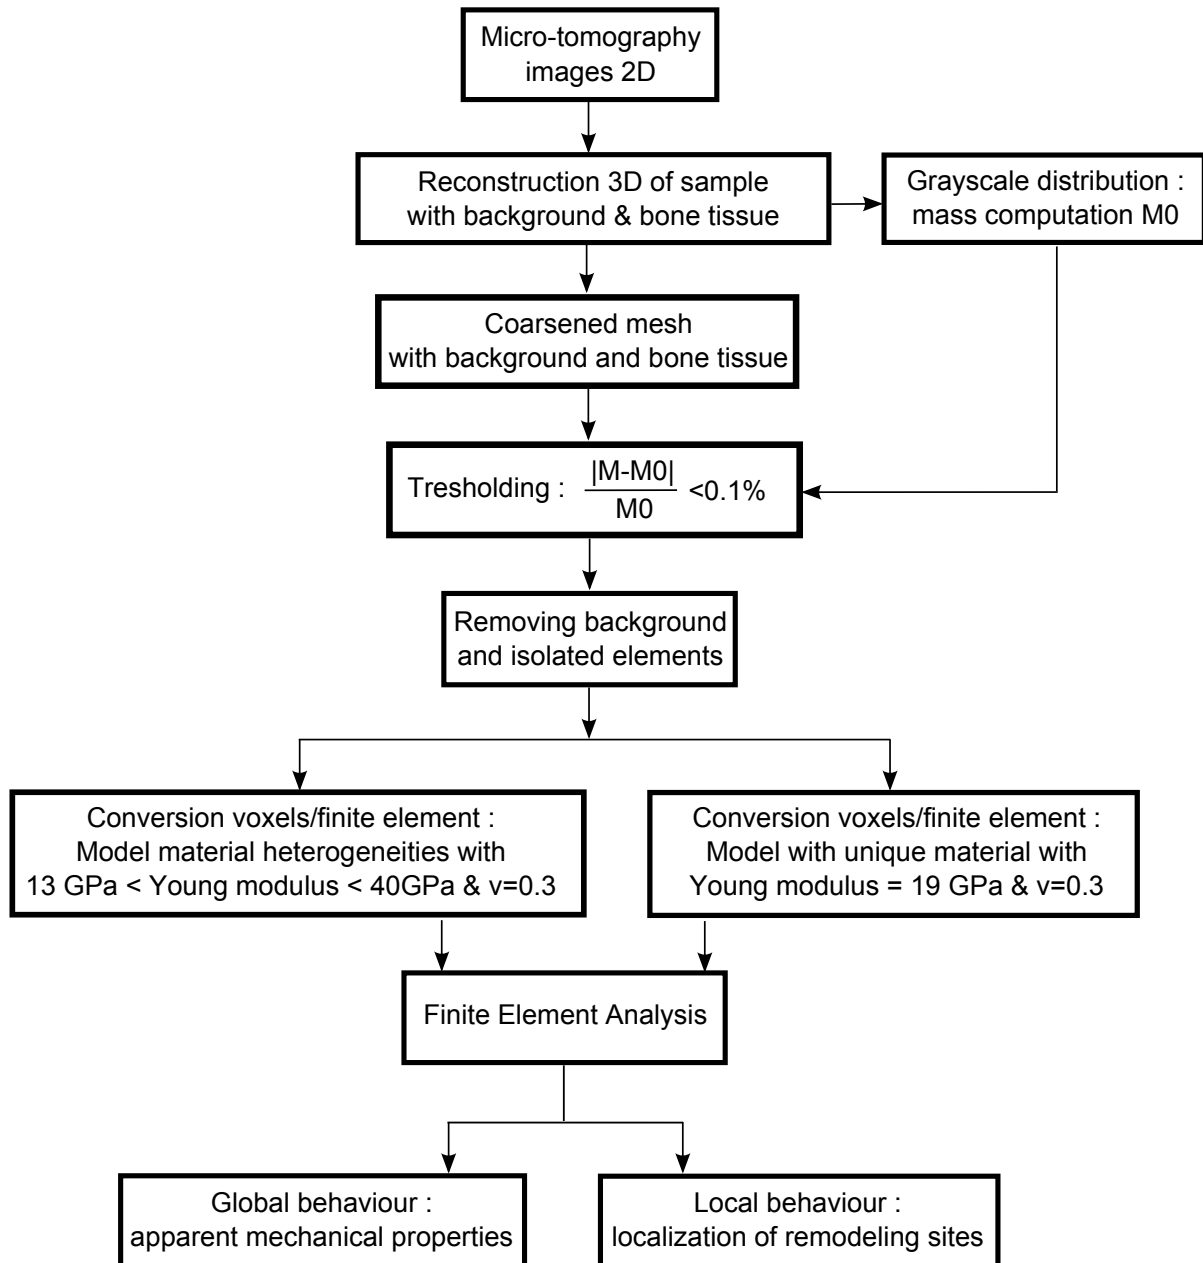 Micro-tomography
images 2D
Reconstruction 3D of sample
with background & bone tissue
Grayscale distribution :
mass computation M0
Coarsened mesh
with background and bone tissue
Tresholding : |M-M0|
M0
<0.1%
Removing background
and isolated elements
Conversion voxels/finite element :
Model material heterogeneities with
13 GPa < Young modulus < 40GPa & v=0.3
Conversion voxels/finite element :
Model with unique material with
Young modulus = 19 GPa & v=0.3
Finite Element Analysis
Global behaviour :
apparent mechanical properties
Local behaviour :
localization of remodeling sites